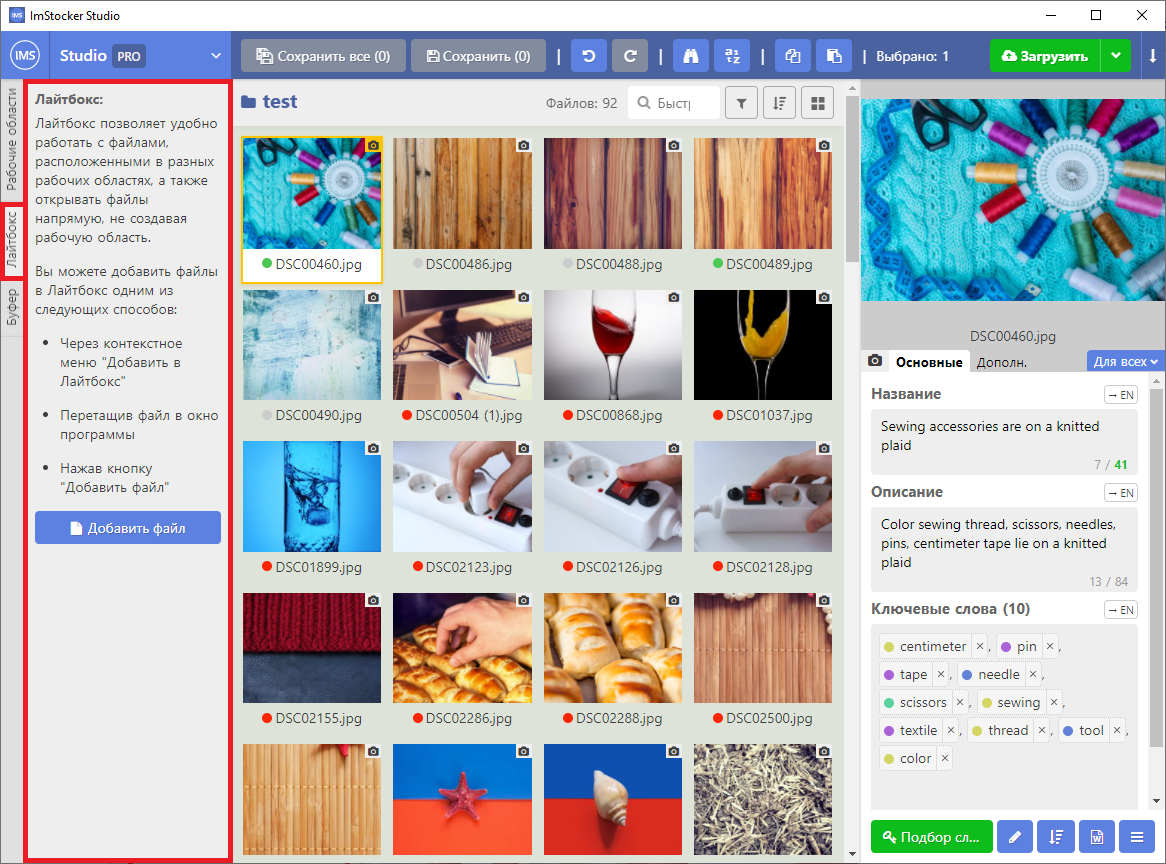 IMS ImStocker Studio
IMS Studio PRO
Сохранить все (0)
Сохранить (0)
Выбрано: 1
Загрузить
Рабочие области
Лайтбокс
Буфер
Лайтбокс:
Лайтбокс позволяет удобно
работать с файлами,
расположенными в разных
рабочих областях, а также
открывать файлы
напрямую, не создавая
рабочую область.
Вы можете добавить файлы
в Лайтбокс одним из
следующих способов:
• Через контекстное
меню "Добавить в
Лайтбокс"
• Перетащив файл в окно
программы
• Нажав кнопку
"Добавить файл"
Добавить файл
test
Файлов: 92
Быстр
DSC00460.jpg
DSC00486.jpg
DSC00488.jpg
DSC00489.jpg
DSC00490.jpg
DSC00504 (1).jpg
DSC00868.jpg
DSC01037.jpg
DSC01899.jpg
DSC02123.jpg
DSC02126.jpg
DSC02128.jpg
DSC02155.jpg
DSC02286.jpg
DSC02288.jpg
DSC02500.jpg
DSC00460.jpg
Основные
Дополн.
Для всех
Название
→ EN
Sewing accessories are on a knitted
plaid
7 / 41
Описание
→ EN
Color sewing thread, scissors, needles,
pins, centimeter tape lie on a knitted
plaid
13 / 84
Ключевые слова (10)
→ EN
centimeter ×, pin ×,
tape ×, needle ×,
scissors ×, sewing ×,
textile ×, thread ×, tool ×,
color ×
Подбор сл...